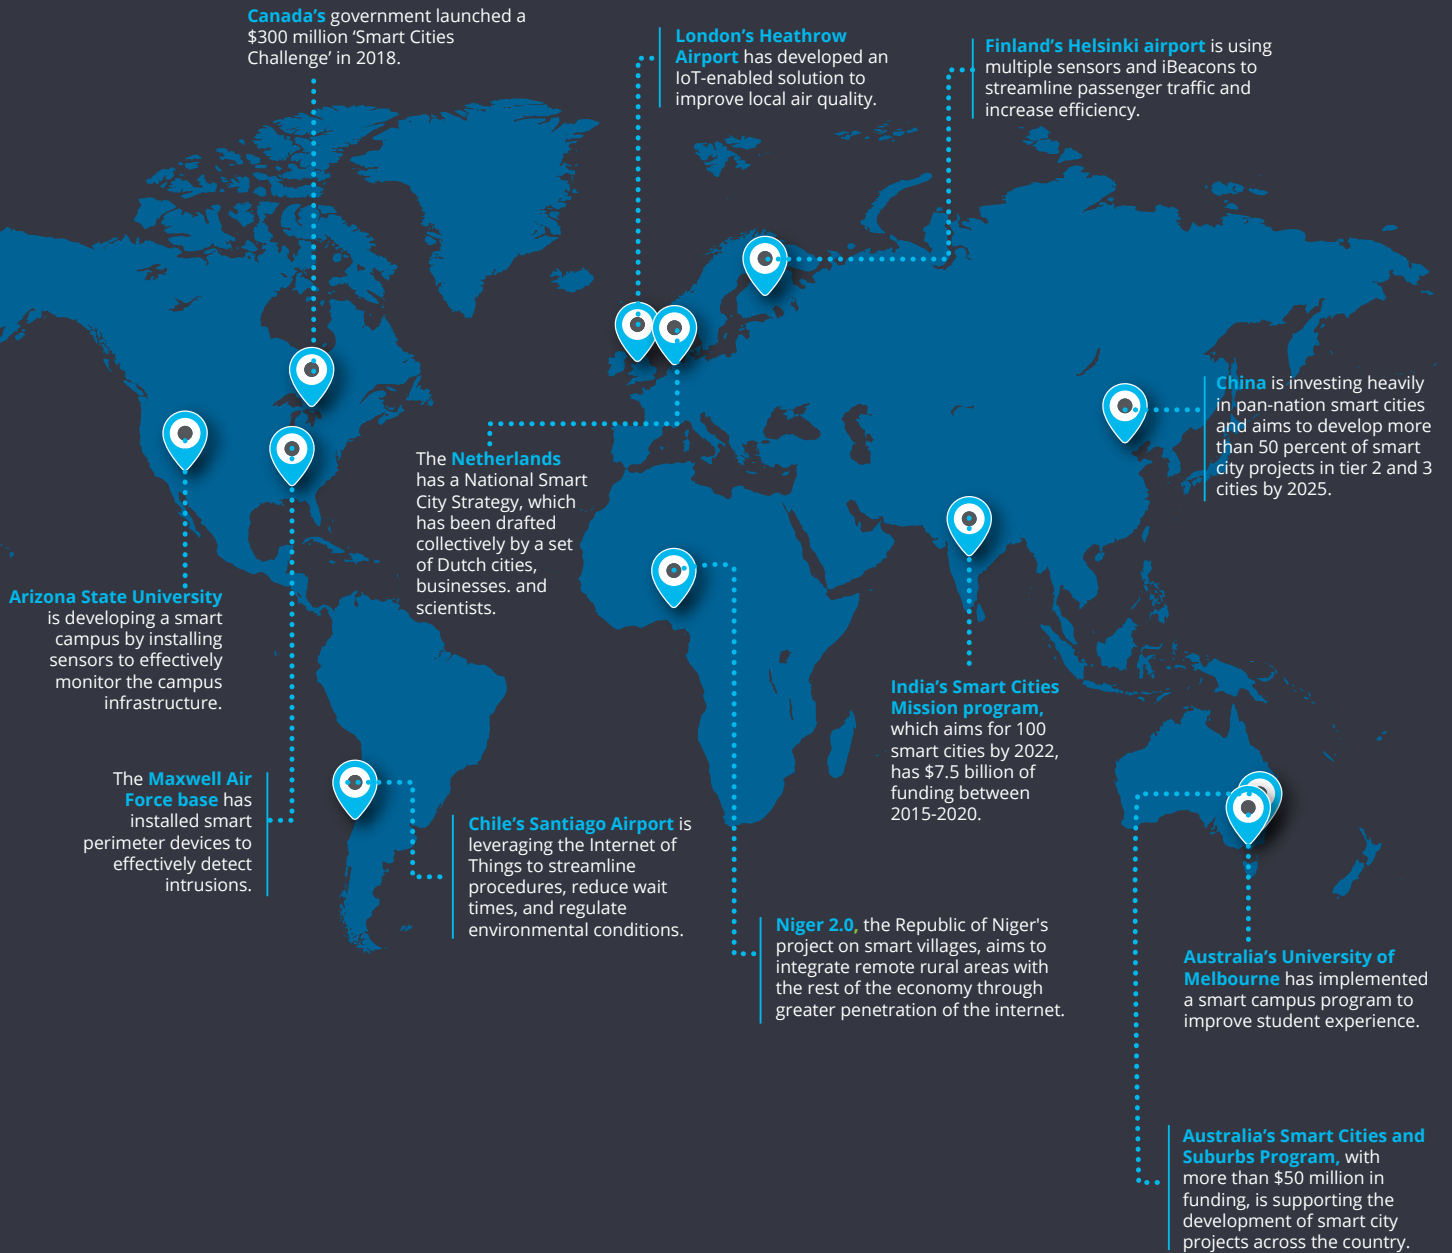 Canada’s government launched a
$300 million ‘Smart Cities
Challenge’ in 2018.
London’s Heathrow
Airport has developed an
IoT-enabled solution to
improve local air quality.
Finland’s Helsinki airport is using
multiple sensors and iBeacons to
streamline passenger traffic and
increase efficiency.
China is investing heavily
in pan-nation smart cities
and aims to develop more
than 50 percent of smart
city projects in tier 2 and 3
cities by 2025.
The Netherlands
has a National Smart
City Strategy, which
has been drafted
collectively by a set
of Dutch cities,
businesses. and
scientists.
Arizona State University
is developing a smart
campus by installing
sensors to effectively
monitor the campus
infrastructure.
India’s Smart Cities
Mission program,
which aims for 100
smart cities by 2022,
has $7.5 billion of
funding between
2015-2020.
The Maxwell Air
Force base has
installed smart
perimeter devices to
effectively detect
intrusions.
Chile’s Santiago Airport is
leveraging the Internet of
Things to streamline
procedures, reduce wait
times, and regulate
environmental conditions.
Niger 2.0, the Republic of Niger's
project on smart villages, aims to
integrate remote rural areas with
the rest of the economy through
greater penetration of the internet.
Australia’s University of
Melbourne has implemented
a smart campus program to
improve student experience.
Australia’s Smart Cities and
Suburbs Program, with
more than $50 million in
funding, is supporting the
development of smart city
projects across the country.